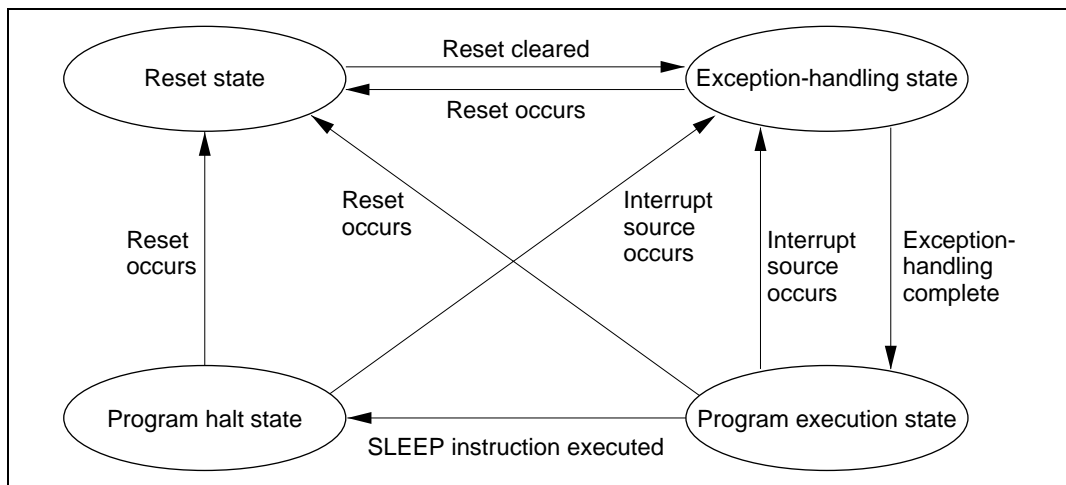 Reset cleared
Reset state
Exception-handling state
Reset occurs
Reset
occurs
Interrupt
source
occurs
Reset
occurs
Interrupt
source
occurs
Exception-
handling
complete
Program halt state
Program execution state
SLEEP instruction executed